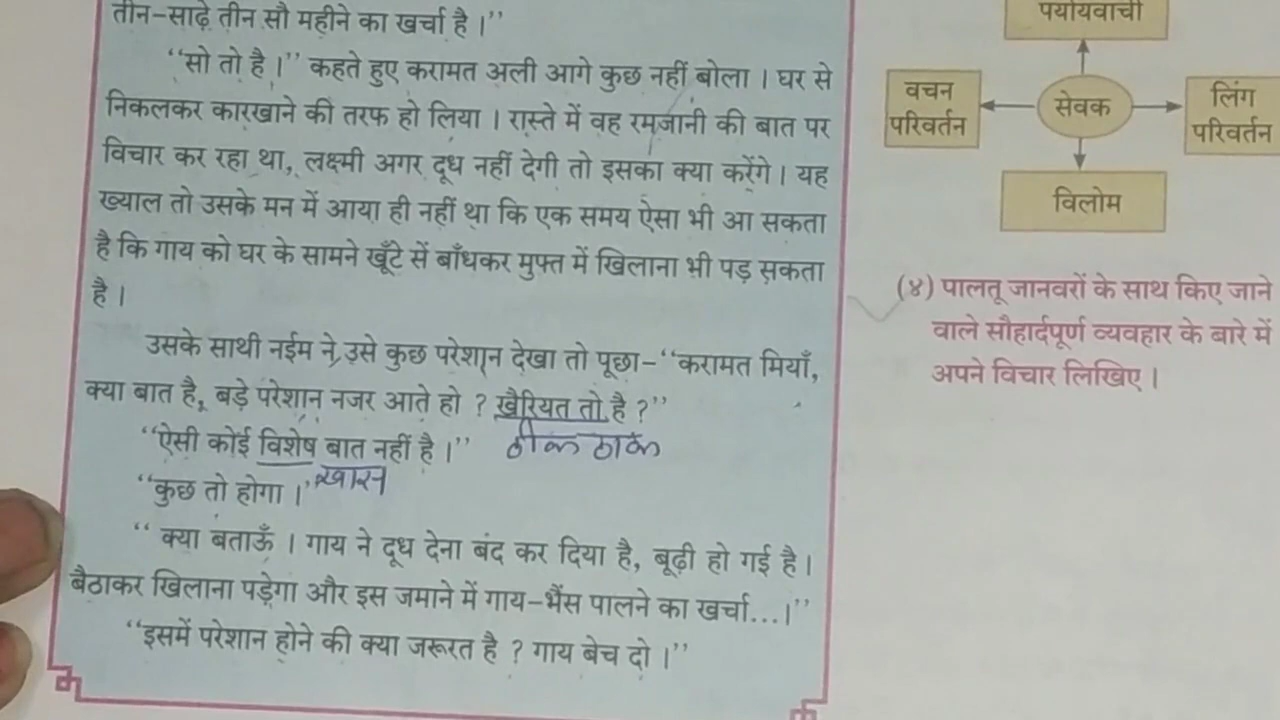 तीन-साढ़े तीन सौ महीने का खर्चा है ।”
“सो तो है ।” कहते हुए करामत अली आगे कुछ नहीं बोला । घर से
निकलकर कारखाने की तरफ हो लिया । रास्ते में वह रमजानी की बात पर
विचार कर रहा था, लक्ष्मी अगर दूध नहीं देगी तो इसका क्या करेंगे । यह
ख्याल तो उसके मन में आया ही नहीं था कि एक समय ऐसा भी आ सकता
है कि गाय को घर के सामने खूँटे सें बाँधकर मुफ्त में खिलाना भी पड़ सकता
है ।
उसके साथी नईम ने उसे कुछ परेशान देखा तो पूछा-“करामत मियाँ,
क्या बात है, बड़े परेशान नजर आते हो ? खैरियत तो है ?”
“ऐसी कोई विशेष बात नहीं है ।” ठीक ठाक
“कुछ तो होगा ।” खास
“ क्या बताऊँ । गाय ने दूध देना बंद कर दिया है, बूढ़ी हो गई है ।
बैठाकर खिलाना पड़ेगा और इस जमाने में गाय-भैंस पालने का खर्चा...।”
“इसमें परेशान होने की क्या जरूरत है ? गाय बेच दो ।”
पर्यायवाची
वचन
परिवर्तन
सेवक
लिंग
परिवर्तन
विलोम
(४) पालतू जानवरों के साथ किए जाने
वाले सौहार्दपूर्ण व्यवहार के बारे में
अपने विचार लिखिए ।